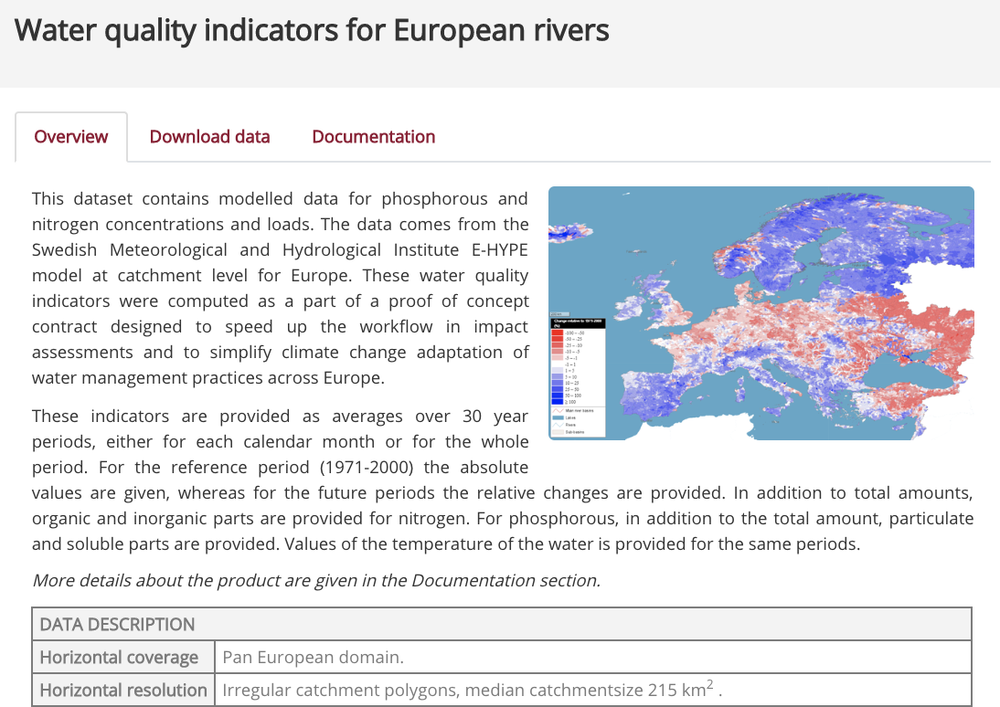 Water quality indicators for European rivers
Overview
Download data
Documentation
This dataset contains modelled data for phosphorous and
nitrogen concentrations and loads. The data comes from the
Swedish Meteorological and Hydrological Institute E-HYPE
model at catchment level for Europe. These water quality
indicators were computed as a part of a proof of concept
contract designed to speed up the workflow in impact
assessments and to simplify climate change adaptation of
water management practices across Europe.
Change relative to 1971-2000
(%)
-100 – -50
-50 – -25
-25 – -10
-10 – -5
-5 – -1
-1 – 1
1 – 5
5 – 10
10 – 25
25 – 50
50 – 100
≥ 100
Main river basins
Lakes
Rivers
Sub basins
These indicators are provided as averages over 30 year
periods, either for each calendar month or for the whole
period. For the reference period (1971-2000) the absolute
values are given, whereas for the future periods the relative changes are provided. In addition to total amounts,
organic and inorganic parts are provided for nitrogen. For phosphorous, in addition to the total amount, particulate
and soluble parts are provided. Values of the temperature of the water is provided for the same periods.
More details about the product are given in the Documentation section.
DATA DESCRIPTION
Horizontal coverage Pan European domain.
Horizontal resolution Irregular catchment polygons, median catchmentsize 215 km² .